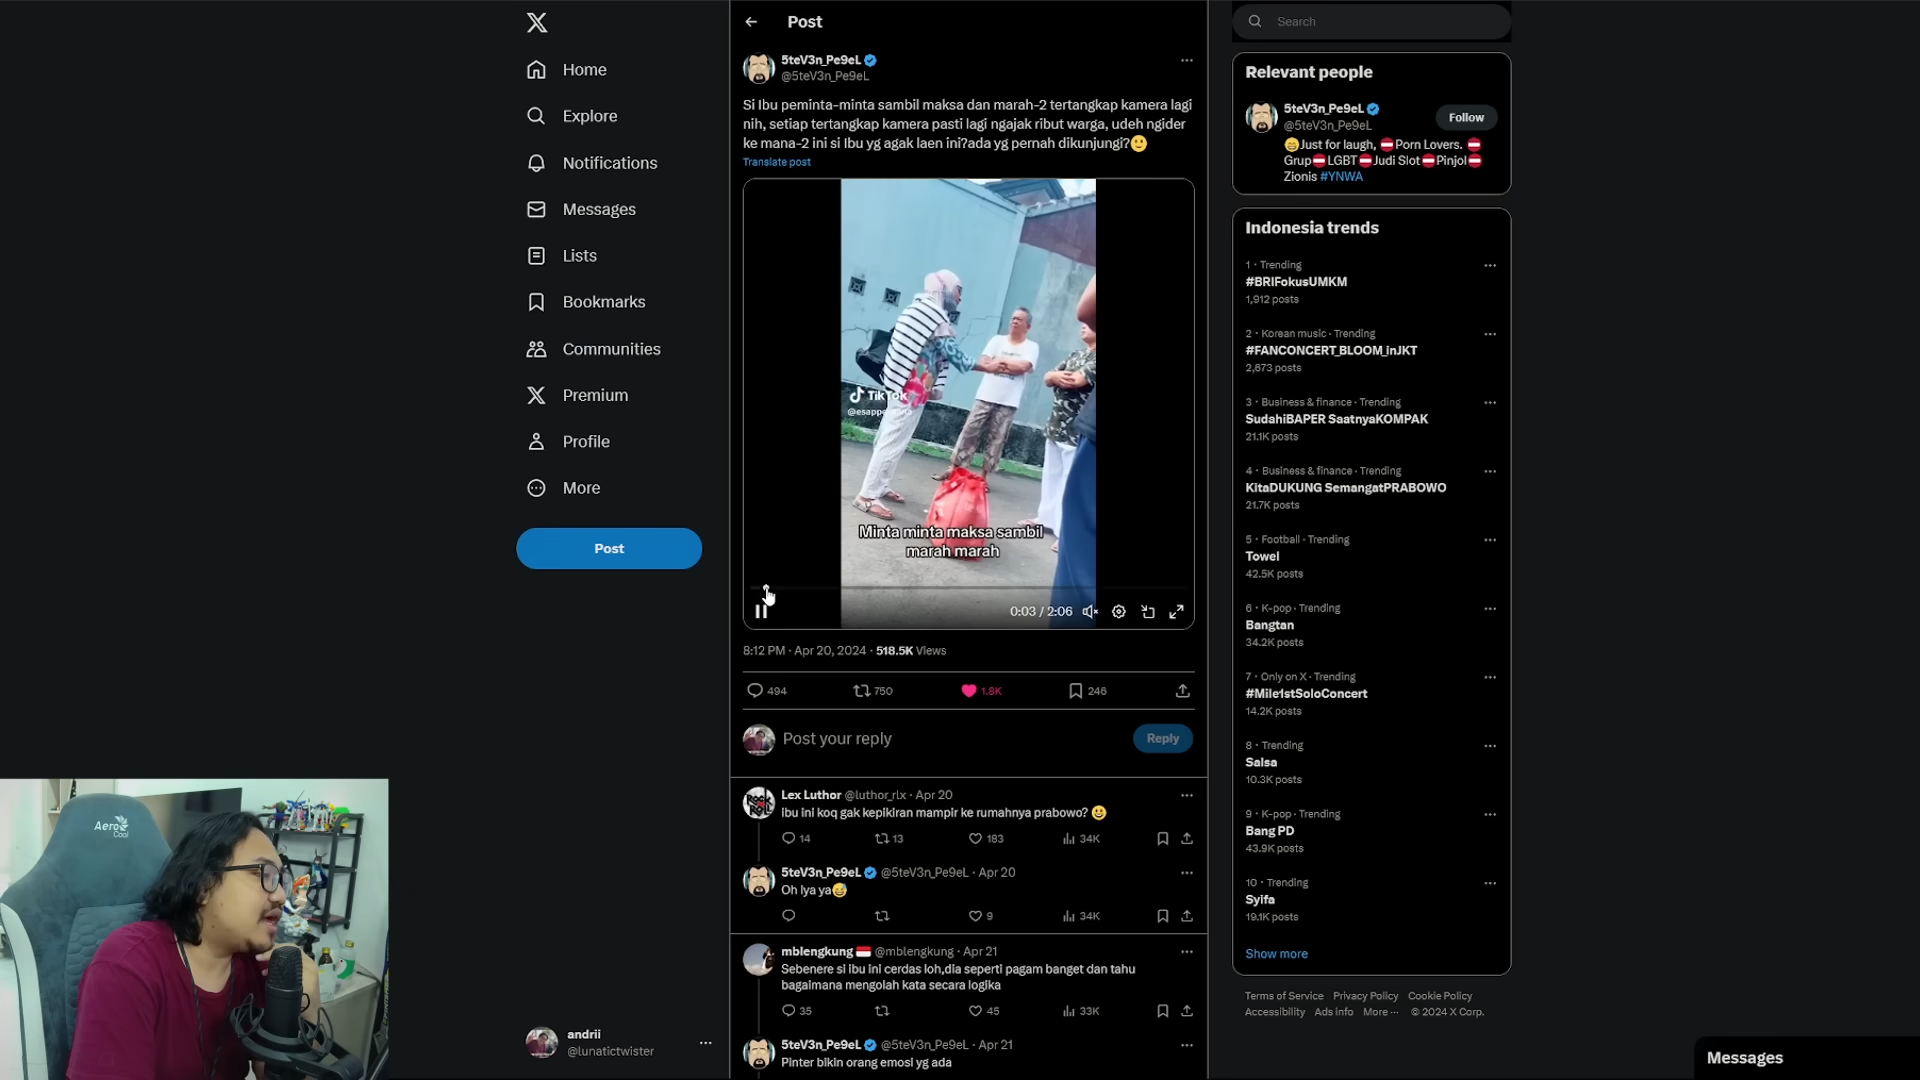 Home
Explore
Notifications
Messages
Lists
Bookmarks
Communities
Premium
Profile
More
Post
andrii
@lunatictwister
Post
5teV3n_Pe9eL
@5teV3n_Pe9eL
Si Ibu peminta-minta sambil maksa dan marah-2 tertangkap kamera lagi
nih, setiap tertangkap kamera pasti lagi ngajak ribut warga, udeh ngider
ke mana-2 ini si Ibu yg agak laen ini?ada yg pernah dikunjungi?🙂
Translate post
TikTok
Minta minta maksa sambil
marah marah
0:03 / 2:06
8:12 PM · Apr 20, 2024 · 518.5K Views
494 750 1.8K 246
Post your reply
Reply
Lex Luthor @luthor_rlx · Apr 20
Ibu ini koq gak kepikiran mampir ke rumahnya prabowo? 😀
14 13 183 34K
5teV3n_Pe9eL @5teV3n_Pe9eL · Apr 20
Oh Iya ya😅
9 34K
mblengkung 🇮🇩 @mblengkung · Apr 21
Sebenere si ibu ini cerdas loh,dia seperti pagam banget dan tahu
bagaimana mengolah kata secara logika
35 45 33K
5teV3n_Pe9eL @5teV3n_Pe9eL · Apr 21
Pinter bikin orang emosi yg ada
Search
Relevant people
5teV3n_Pe9eL
@5teV3n_Pe9eL
Follow
😄Just for laugh, ⛔Porn Lovers. ⛔
Grup⛔LGBT⛔Judi Slot⛔Pinjol⛔
Zionis #YNWA
Indonesia trends
1 · Trending
#BRIFokusUMKM
1,912 posts
2 · Korean music · Trending
#FANCONCERT_BLOOM_inJKT
2,673 posts
3 · Business & finance · Trending
SudahiBAPER SaatnyaKOMPAK
21.1K posts
4 · Business & finance · Trending
KitaDUKUNG SemangatPRABOWO
21.7K posts
5 · Football · Trending
Towel
42.5K posts
6 · K-pop · Trending
Bangtan
34.2K posts
7 · Only on X · Trending
#Mile1stSoloConcert
14.2K posts
8 · Trending
Salsa
10.3K posts
9 · K-pop · Trending
Bang PD
43.9K posts
10 · Trending
Syifa
19.1K posts
Show more
Terms of Service Privacy Policy Cookie Policy
Accessibility Ads info More ··· © 2024 X Corp.
Messages
Aero
Cool